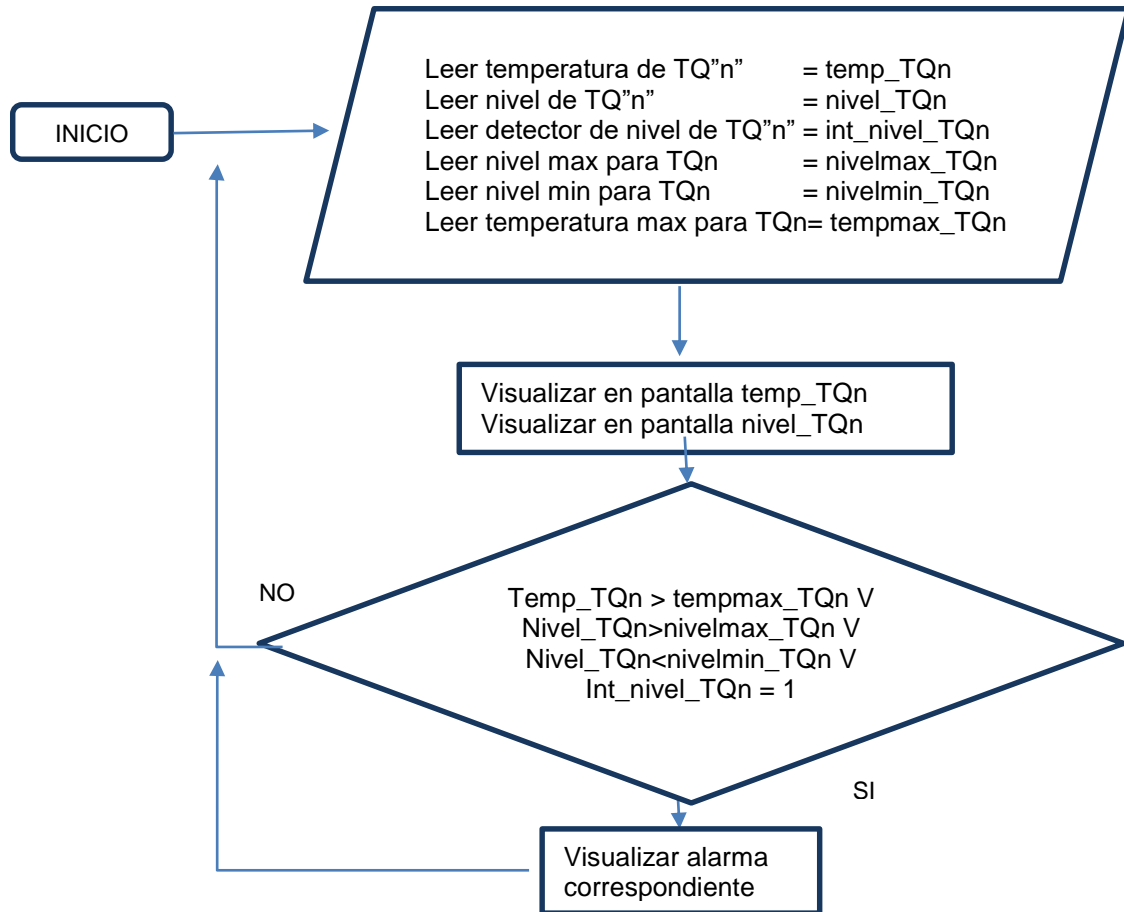 INICIO
Leer temperatura de TQ”n” = temp_TQn
Leer nivel de TQ”n” = nivel_TQn
Leer detector de nivel de TQ”n” = int_nivel_TQn
Leer nivel max para TQn = nivelmax_TQn
Leer nivel min para TQn = nivelmin_TQn
Leer temperatura max para TQn= tempmax_TQn
Visualizar en pantalla temp_TQn
Visualizar en pantalla nivel_TQn
NO
Temp_TQn > tempmax_TQn V
Nivel_TQn>nivelmax_TQn V
Nivel_TQn<nivelmin_TQn V
Int_nivel_TQn = 1
SI
Visualizar alarma
correspondiente